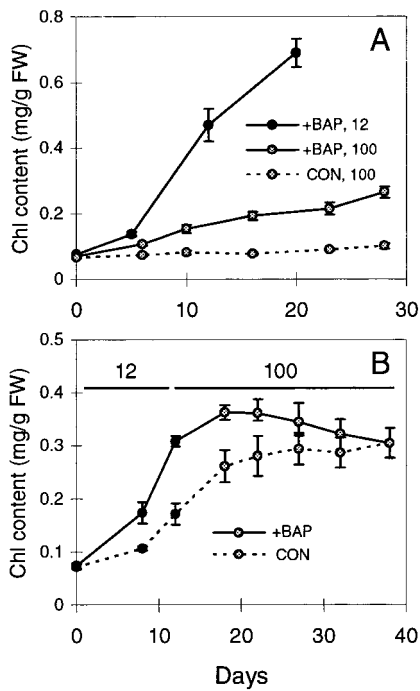 A
Chl content (mg/g FW)
0.8
0.6
0.4
0.2
0
+BAP, 12
+BAP, 100
CON, 100
0 10 20 30
B
Chl content (mg/g FW)
0.5
0.4
0.3
0.2
0.1
0
12 100
+BAP
CON
0 10 20 30 40
Days